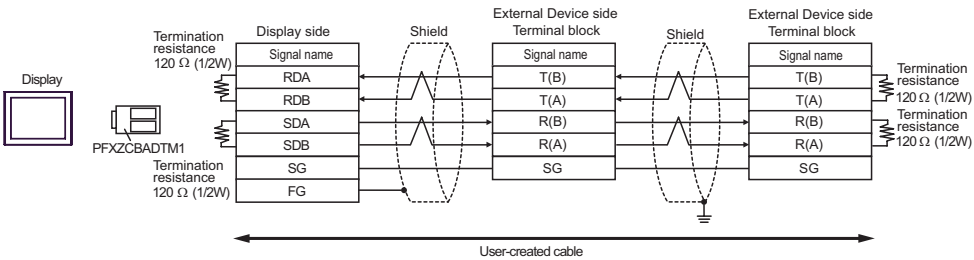 Display
PFXZCBADTM1
Termination
resistance
120 Ω (1/2W)
Termination
resistance
120 Ω (1/2W)
Display side
Signal name
RDA
RDB
SDA
SDB
SG
FG
Shield
External Device side
Terminal block
Signal name
T(B)
T(A)
R(B)
R(A)
SG
Shield
External Device side
Terminal block
Signal name
T(B)
T(A)
R(B)
R(A)
SG
Termination
resistance
120 Ω (1/2W)
Termination
resistance
120 Ω (1/2W)
User-created cable